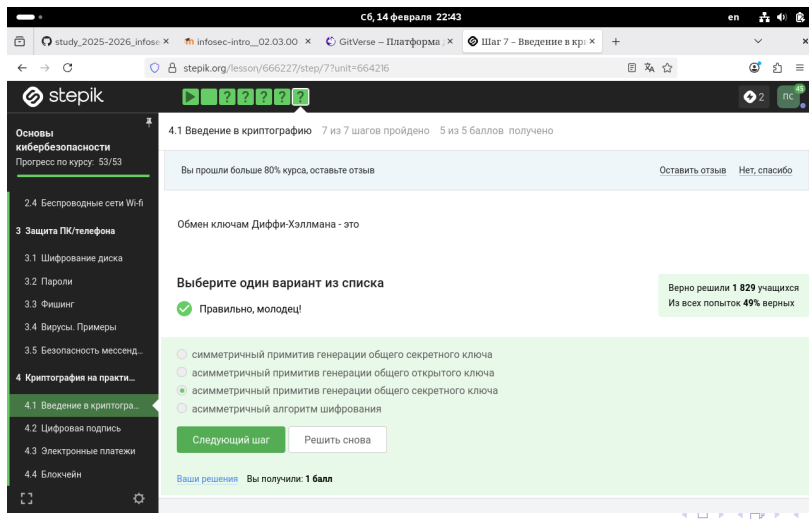 Сб, 14 февраля 22:43
en
study_2025-2026_infose
infosec-intro__02.03.00
GitVerse – Платформа
Шаг 7 – Введение в кри
stepik.org/lesson/666227/step/7?unit=664216
stepik
2
ПС
45
Основы кибербезопасности
Прогресс по курсу: 53/53
2.4 Беспроводные сети Wi-fi
3 Защита ПК/телефона
3.1 Шифрование диска
3.2 Пароли
3.3 Фишинг
3.4 Вирусы. Примеры
3.5 Безопасность мессенд...
4 Криптография на практи...
4.1 Введение в криптогра...
4.2 Цифровая подпись
4.3 Электронные платежи
4.4 Блокчейн
4.1 Введение в криптографию 7 из 7 шагов пройдено 5 из 5 баллов получено
Вы прошли больше 80% курса, оставьте отзыв
Оставить отзыв Нет, спасибо
Обмен ключам Диффи-Хэллмана - это
Выберите один вариант из списка
Правильно, молодец!
Верно решили 1 829 учащихся
Из всех попыток 49% верных
симметричный примитив генерации общего секретного ключа
асимметричный примитив генерации общего открытого ключа
асимметричный примитив генерации общего секретного ключа
асимметричный алгоритм шифрования
Следующий шаг
Решить снова
Ваши решения Вы получили: 1 балл